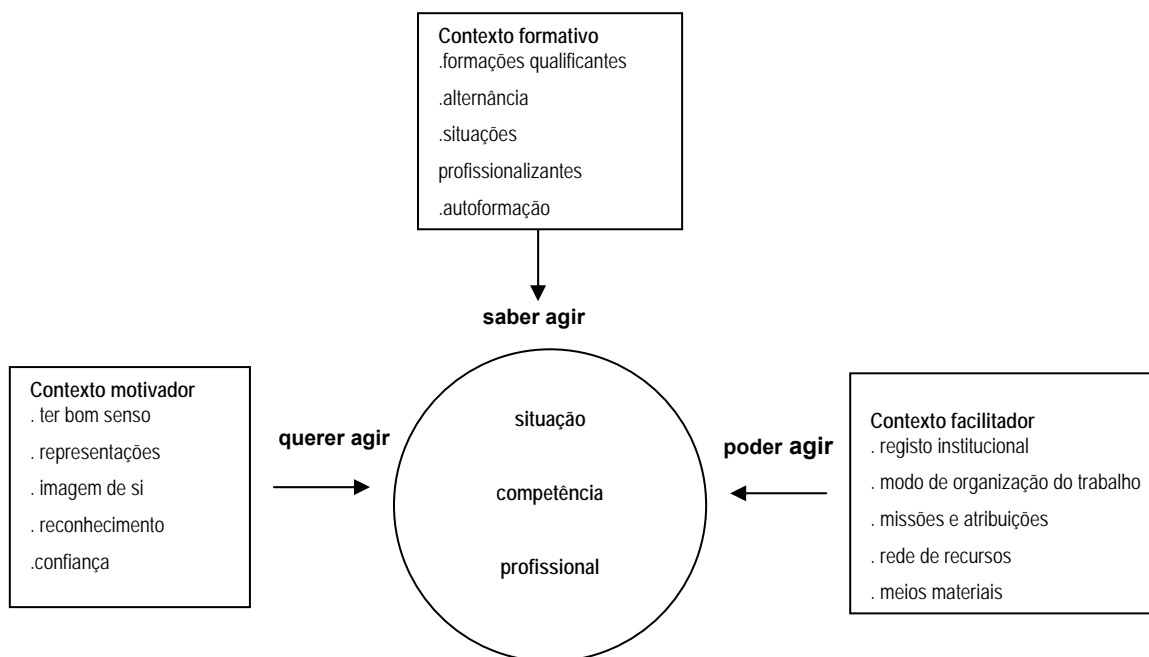 Contexto formativo
.formações qualificantes
.alternância
.situações
profissionalizantes
.autoformação
saber agir
Contexto motivador
. ter bom senso
. representações
. imagem de si
. reconhecimento
.confiança
querer agir
situação
competência
profissional
poder agir
Contexto facilitador
. registo institucional
. modo de organização do trabalho
. missões e atribuições
. rede de recursos
. meios materiais